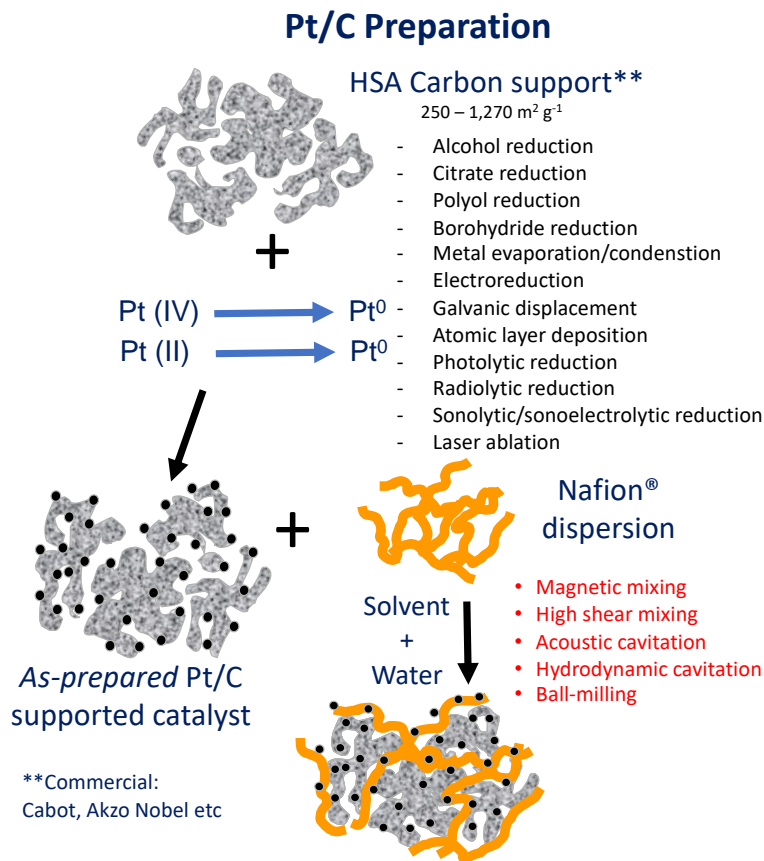 Pt/C Preparation
HSA Carbon support**
250 – 1,270 m² g⁻¹
- Alcohol reduction
- Citrate reduction
- Polyol reduction
- Borohydride reduction
- Metal evaporation/condenstion
- Electroreduction
- Galvanic displacement
- Atomic layer deposition
- Photolytic reduction
- Radiolytic reduction
- Sonolytic/sonoelectrolytic reduction
- Laser ablation
+
Pt (IV) Pt⁰
Pt (II) Pt⁰
+
Nafion®
dispersion
• Magnetic mixing
• High shear mixing
• Acoustic cavitation
• Hydrodynamic cavitation
• Ball-milling
Solvent
+
Water
As-prepared Pt/C
supported catalyst
**Commercial:
Cabot, Akzo Nobel etc